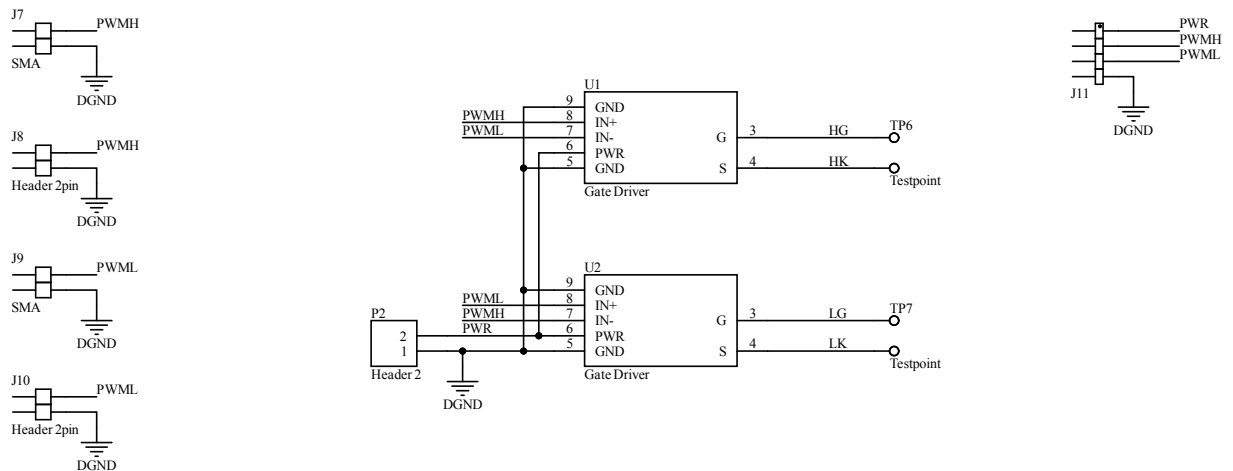 J7
PWMH
SMA
DGND
J8
PWMH
Header 2pin
DGND
J9
PWML
SMA
DGND
J10
PWML
Header 2pin
DGND
U1
9 GND
PWMH 8 IN+
PWML 7 IN-
6 PWR
5 GND
G 3 HG TP6
S 4 HK
Testpoint
Gate Driver
U2
9 GND
PWML 8 IN+
PWMH 7 IN-
PWR 6 PWR
5 GND
G 3 LG TP7
S 4 LK
Testpoint
Gate Driver
P2
2
1
Header 2
DGND
PWR
PWMH
PWML
J11
DGND